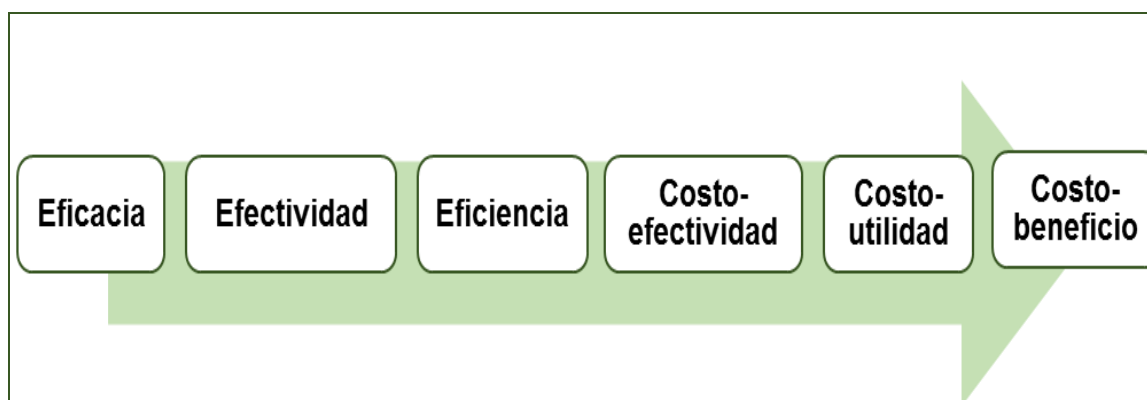 Eficacia
Efectividad
Eficiencia
Costo-
efectividad
Costo-
utilidad
Costo-
beneficio